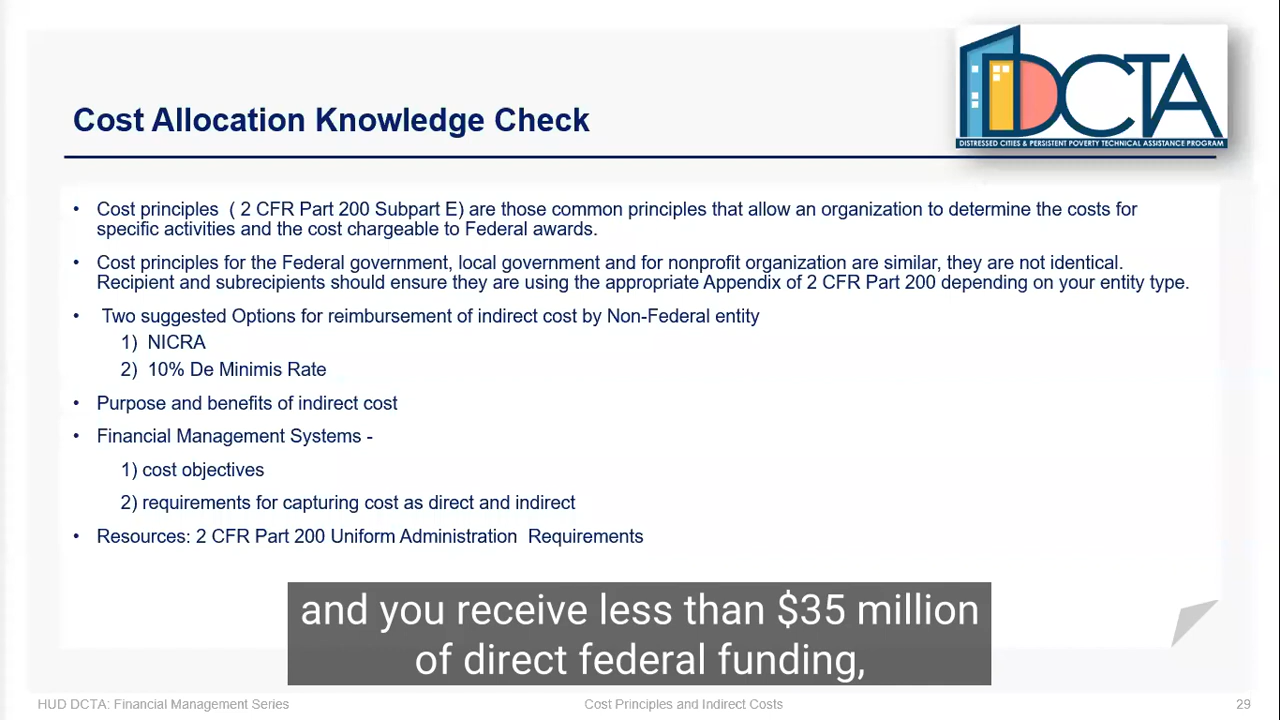 DCTA
DISTRESSED CITIES & PERSISTENT POVERTY TECHNICAL ASSISTANCE PROGRAM
Cost Allocation Knowledge Check
• Cost principles ( 2 CFR Part 200 Subpart E) are those common principles that allow an organization to determine the costs for
specific activities and the cost chargeable to Federal awards.
• Cost principles for the Federal government, local government and for nonprofit organization are similar, they are not identical.
Recipient and subrecipients should ensure they are using the appropriate Appendix of 2 CFR Part 200 depending on your entity type.
• Two suggested Options for reimbursement of indirect cost by Non-Federal entity
1) NICRA
2) 10% De Minimis Rate
• Purpose and benefits of indirect cost
• Financial Management Systems -
1) cost objectives
2) requirements for capturing cost as direct and indirect
• Resources: 2 CFR Part 200 Uniform Administration Requirements
and you receive less than $35 million
of direct federal funding,
HUD DCTA: Financial Management Series
Cost Principles and Indirect Costs
29